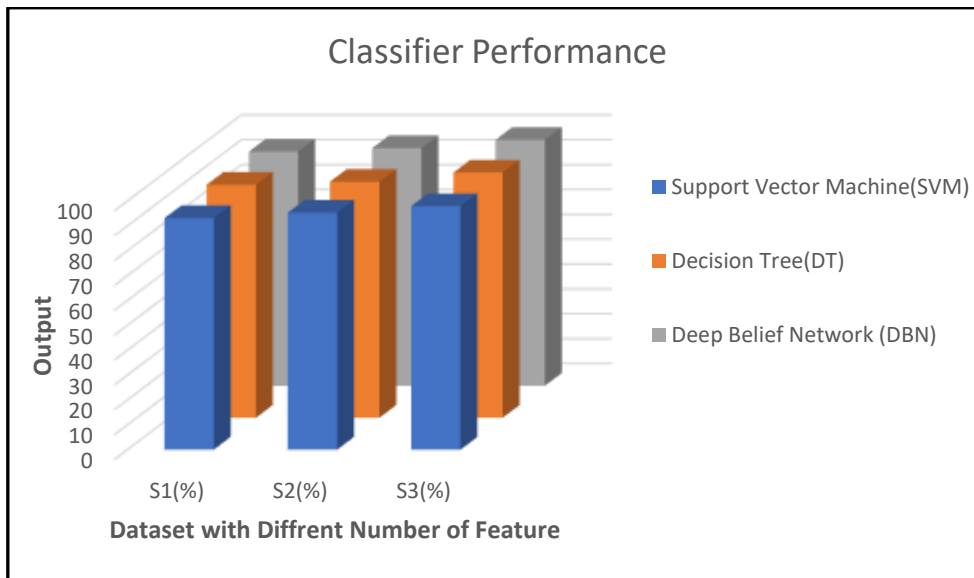 Classifier Performance
100
90
80
70
60
50
40
30
20
10
0
Output
S1(%)
S2(%)
S3(%)
Dataset with Diffrent Number of Feature
Support Vector Machine(SVM)
Decision Tree(DT)
Deep Belief Network (DBN)